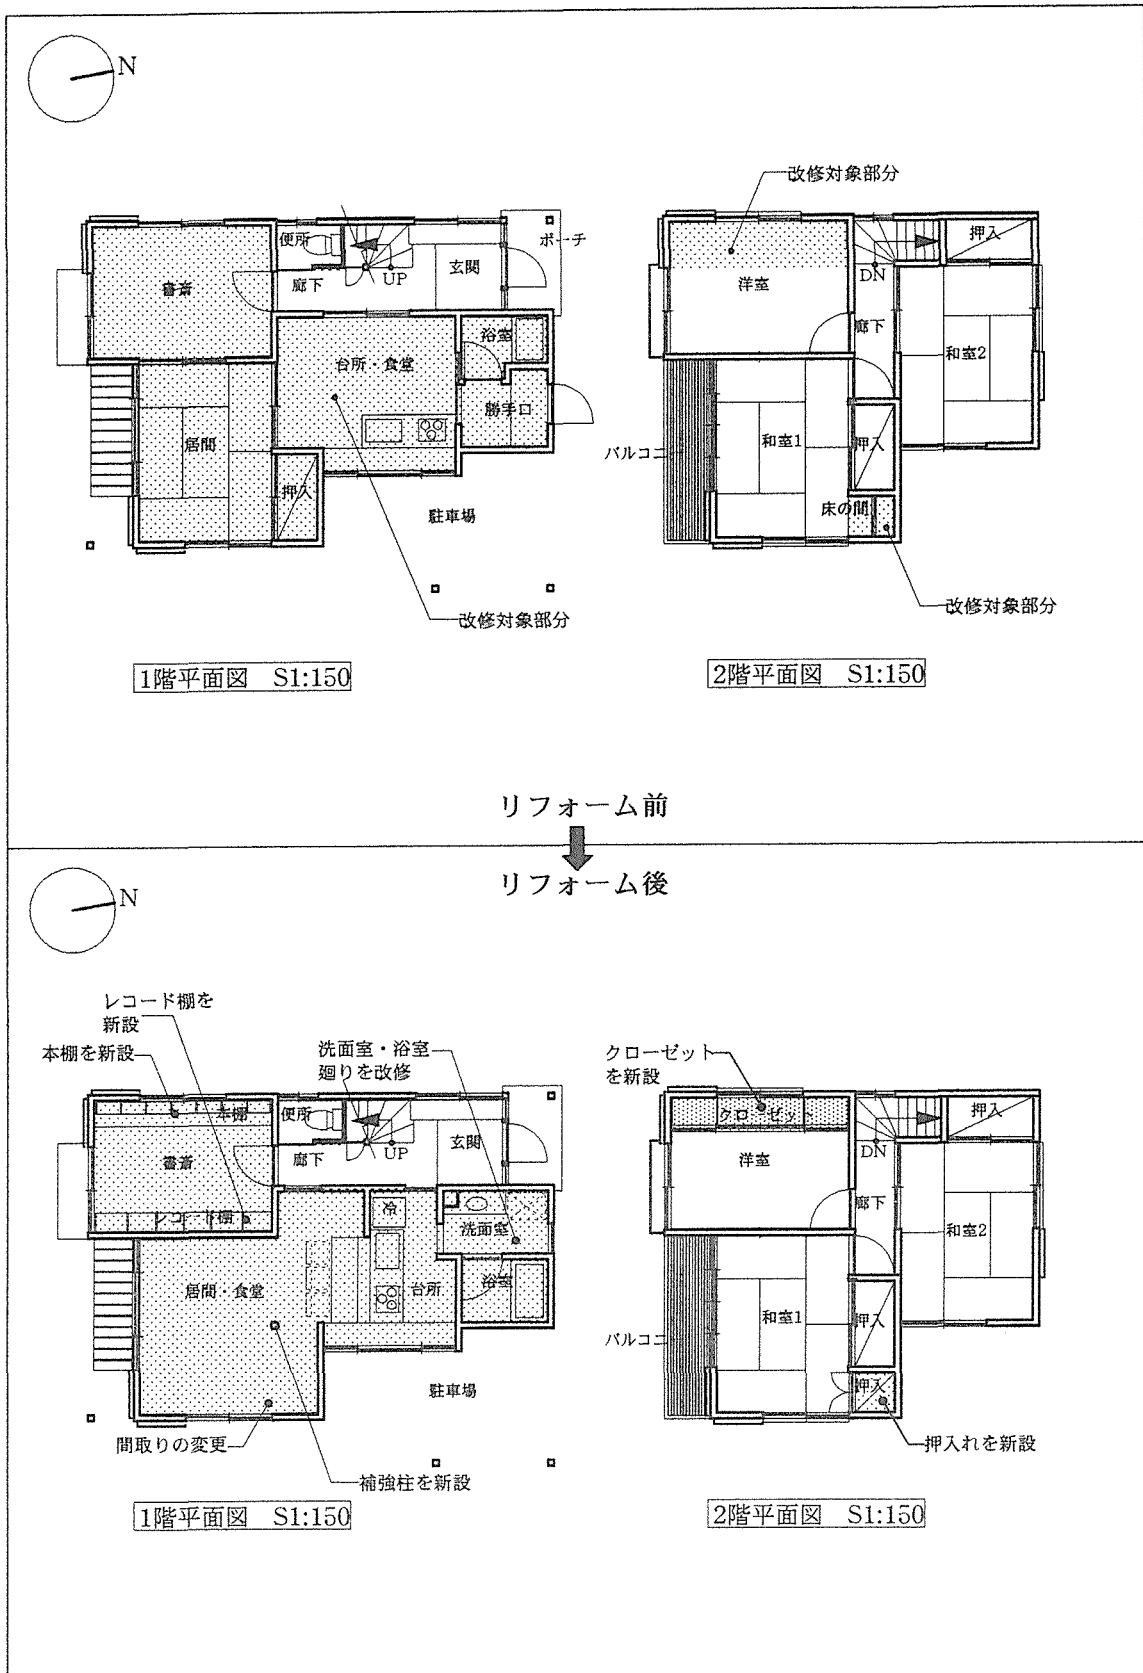 N
改修対象部分
便所
ポーチ
書斎
廊下
UP
玄関
浴室
台所・食堂
勝手口
居間
押入
駐車場
改修対象部分
1階平面図 S1:150
押入
洋室
DN
廊下
和室2
和室1
押入
バルコニ
床の間
改修対象部分
2階平面図 S1:150
リフォーム前
リフォーム後
N
レコード棚を
新設
本棚を新設
洗面室・浴室
廻りを改修
本棚
便所
書斎
廊下
UP
玄関
レコード棚
冷
洗面室
居間・食堂
台所
浴室
駐車場
間取りの変更
補強柱を新設
1階平面図 S1:150
クローゼット
を新設
クローゼット
押入
洋室
DN
廊下
和室2
和室1
押入
バルコニ
押入
押入れを新設
2階平面図 S1:150